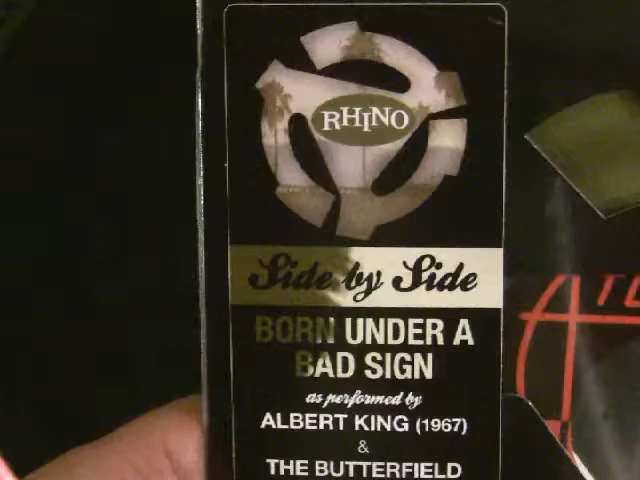 RHINO
Side by Side
BORN UNDER A
BAD SIGN
as performed by
ALBERT KING (1967)
&
THE BUTTERFIELD